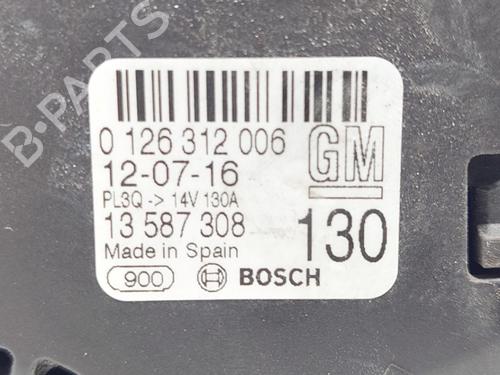 B-PARTS
0 126 312 006
GM
12-07-16
PL3Q -> 14V 130A
13 587 308
130
Made in Spain
900
BOSCH